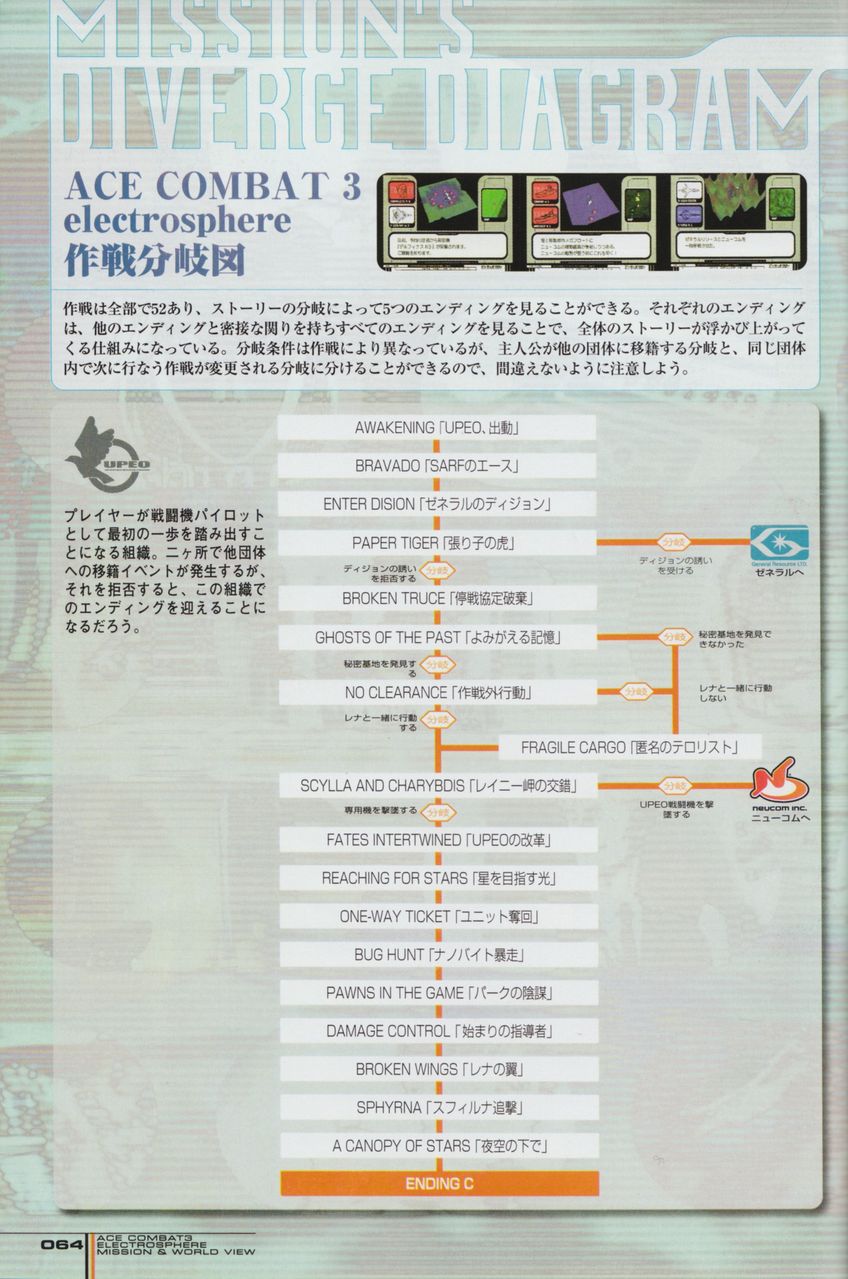 MISSION'S
DIVERGE DIAGRAM
ACE COMBAT 3
electrosphere
作戦分岐図
作戦は全部で52あり、ストーリーの分岐によって5つのエンディングを見ることができる。それぞれのエンディング
は、他のエンディングと密接な関りを持ちすべてのエンディングを見ることで、全体のストーリーが浮かび上がって
くる仕組みになっている。分岐条件は作戦により異なっているが、主人公が他の団体に移籍する分岐と、同じ団体
内で次に行なう作戦が変更される分岐に分けることができるので、間違えないように注意しよう。
UPEO
プレイヤーが戦闘機パイロット
として最初の一歩を踏み出すこ
とになる組織。二ヶ所で他団体
への移籍イベントが発生するが、
それを拒否すると、この組織で
のエンディングを迎えることに
なるだろう。
AWAKENING「UPEO、出動」
BRAVADO「SARFのエース」
ENTER DISION「ゼネラルのディジョン」
PAPER TIGER「張り子の虎」
分岐
ディジョンの誘い
を受ける
General Resource LTD.
ゼネラルへ
ディジョンの誘い
を拒否する
分岐
BROKEN TRUCE「停戦協定破棄」
GHOSTS OF THE PAST「よみがえる記憶」
分岐
秘密基地を発見で
きなかった
秘密基地を発見す
る
分岐
NO CLEARANCE「作戦外行動」
分岐
レナと一緒に行動
しない
レナと一緒に行動
する
分岐
FRAGILE CARGO「匿名のテロリスト」
SCYLLA AND CHARYBDIS「レイニー岬の交錯」
分岐
UPEO戦闘機を撃
墜する
neucom inc.
ニューコムへ
専用機を撃墜する
分岐
FATES INTERTWINED「UPEOの改革」
REACHING FOR STARS「星を目指す光」
ONE-WAY TICKET「ユニット奪回」
BUG HUNT「ナノバイト暴走」
PAWNS IN THE GAME「パークの陰謀」
DAMAGE CONTROL「始まりの指導者」
BROKEN WINGS「レナの翼」
SPHYRNA「スフィルナ追撃」
A CANOPY OF STARS「夜空の下で」
ENDING C
064
ACE COMBAT3
ELECTROSPHERE
MISSION & WORLD VIEW